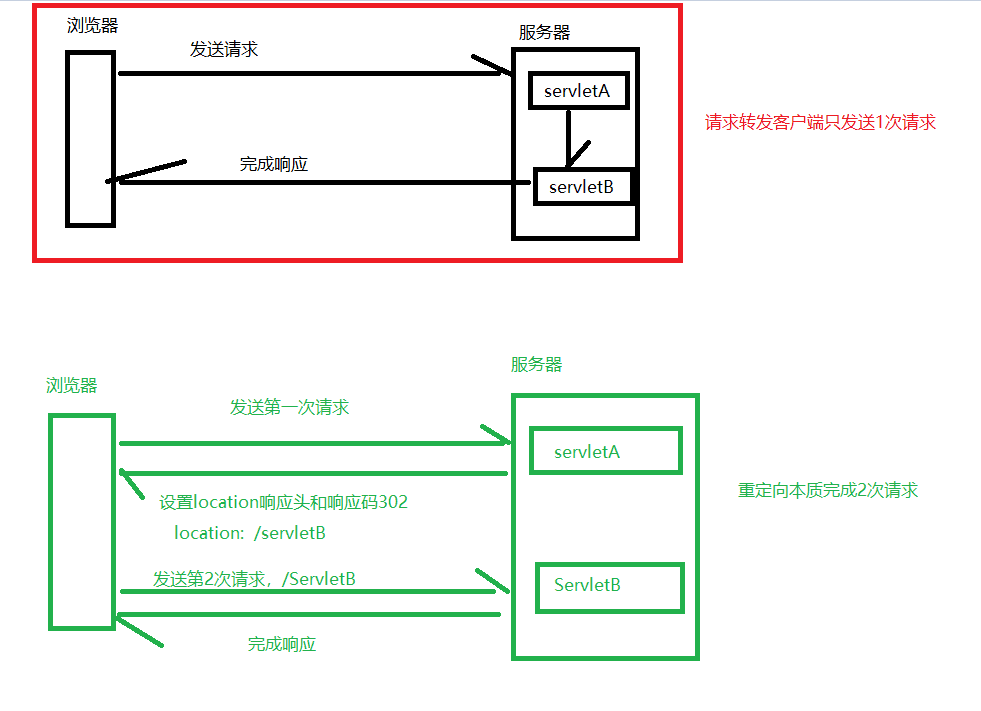 浏览器
服务器
发送请求
servletA
请求转发客户端只发送1次请求
完成响应
servletB
服务器
浏览器
发送第一次请求
servletA
重定向本质完成2次请求
设置location响应头和响应码302
location: /servletB
发送第2次请求，/ServletB
ServletB
完成响应